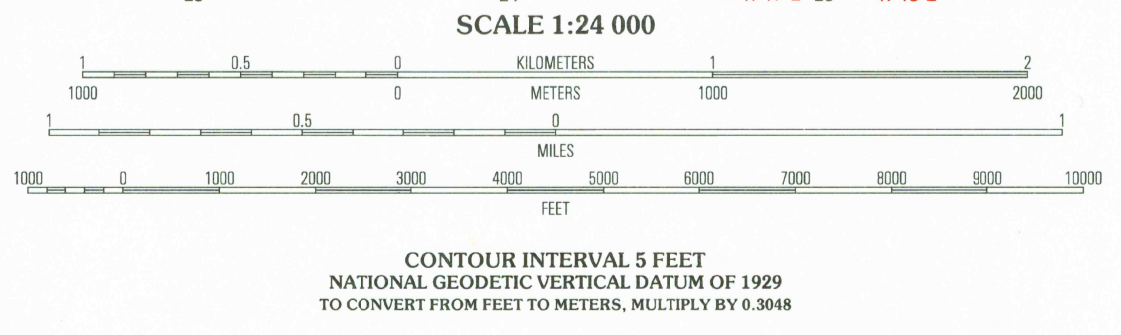 SCALE 1:24 000
1 0.5 0 KILOMETERS 1 2
1000 0 METERS 1000 2000
1 0.5 0 1
MILES
1000 0 1000 2000 3000 4000 5000 6000 7000 8000 9000 10000
FEET
CONTOUR INTERVAL 5 FEET
NATIONAL GEODETIC VERTICAL DATUM OF 1929
TO CONVERT FROM FEET TO METERS, MULTIPLY BY 0.3048